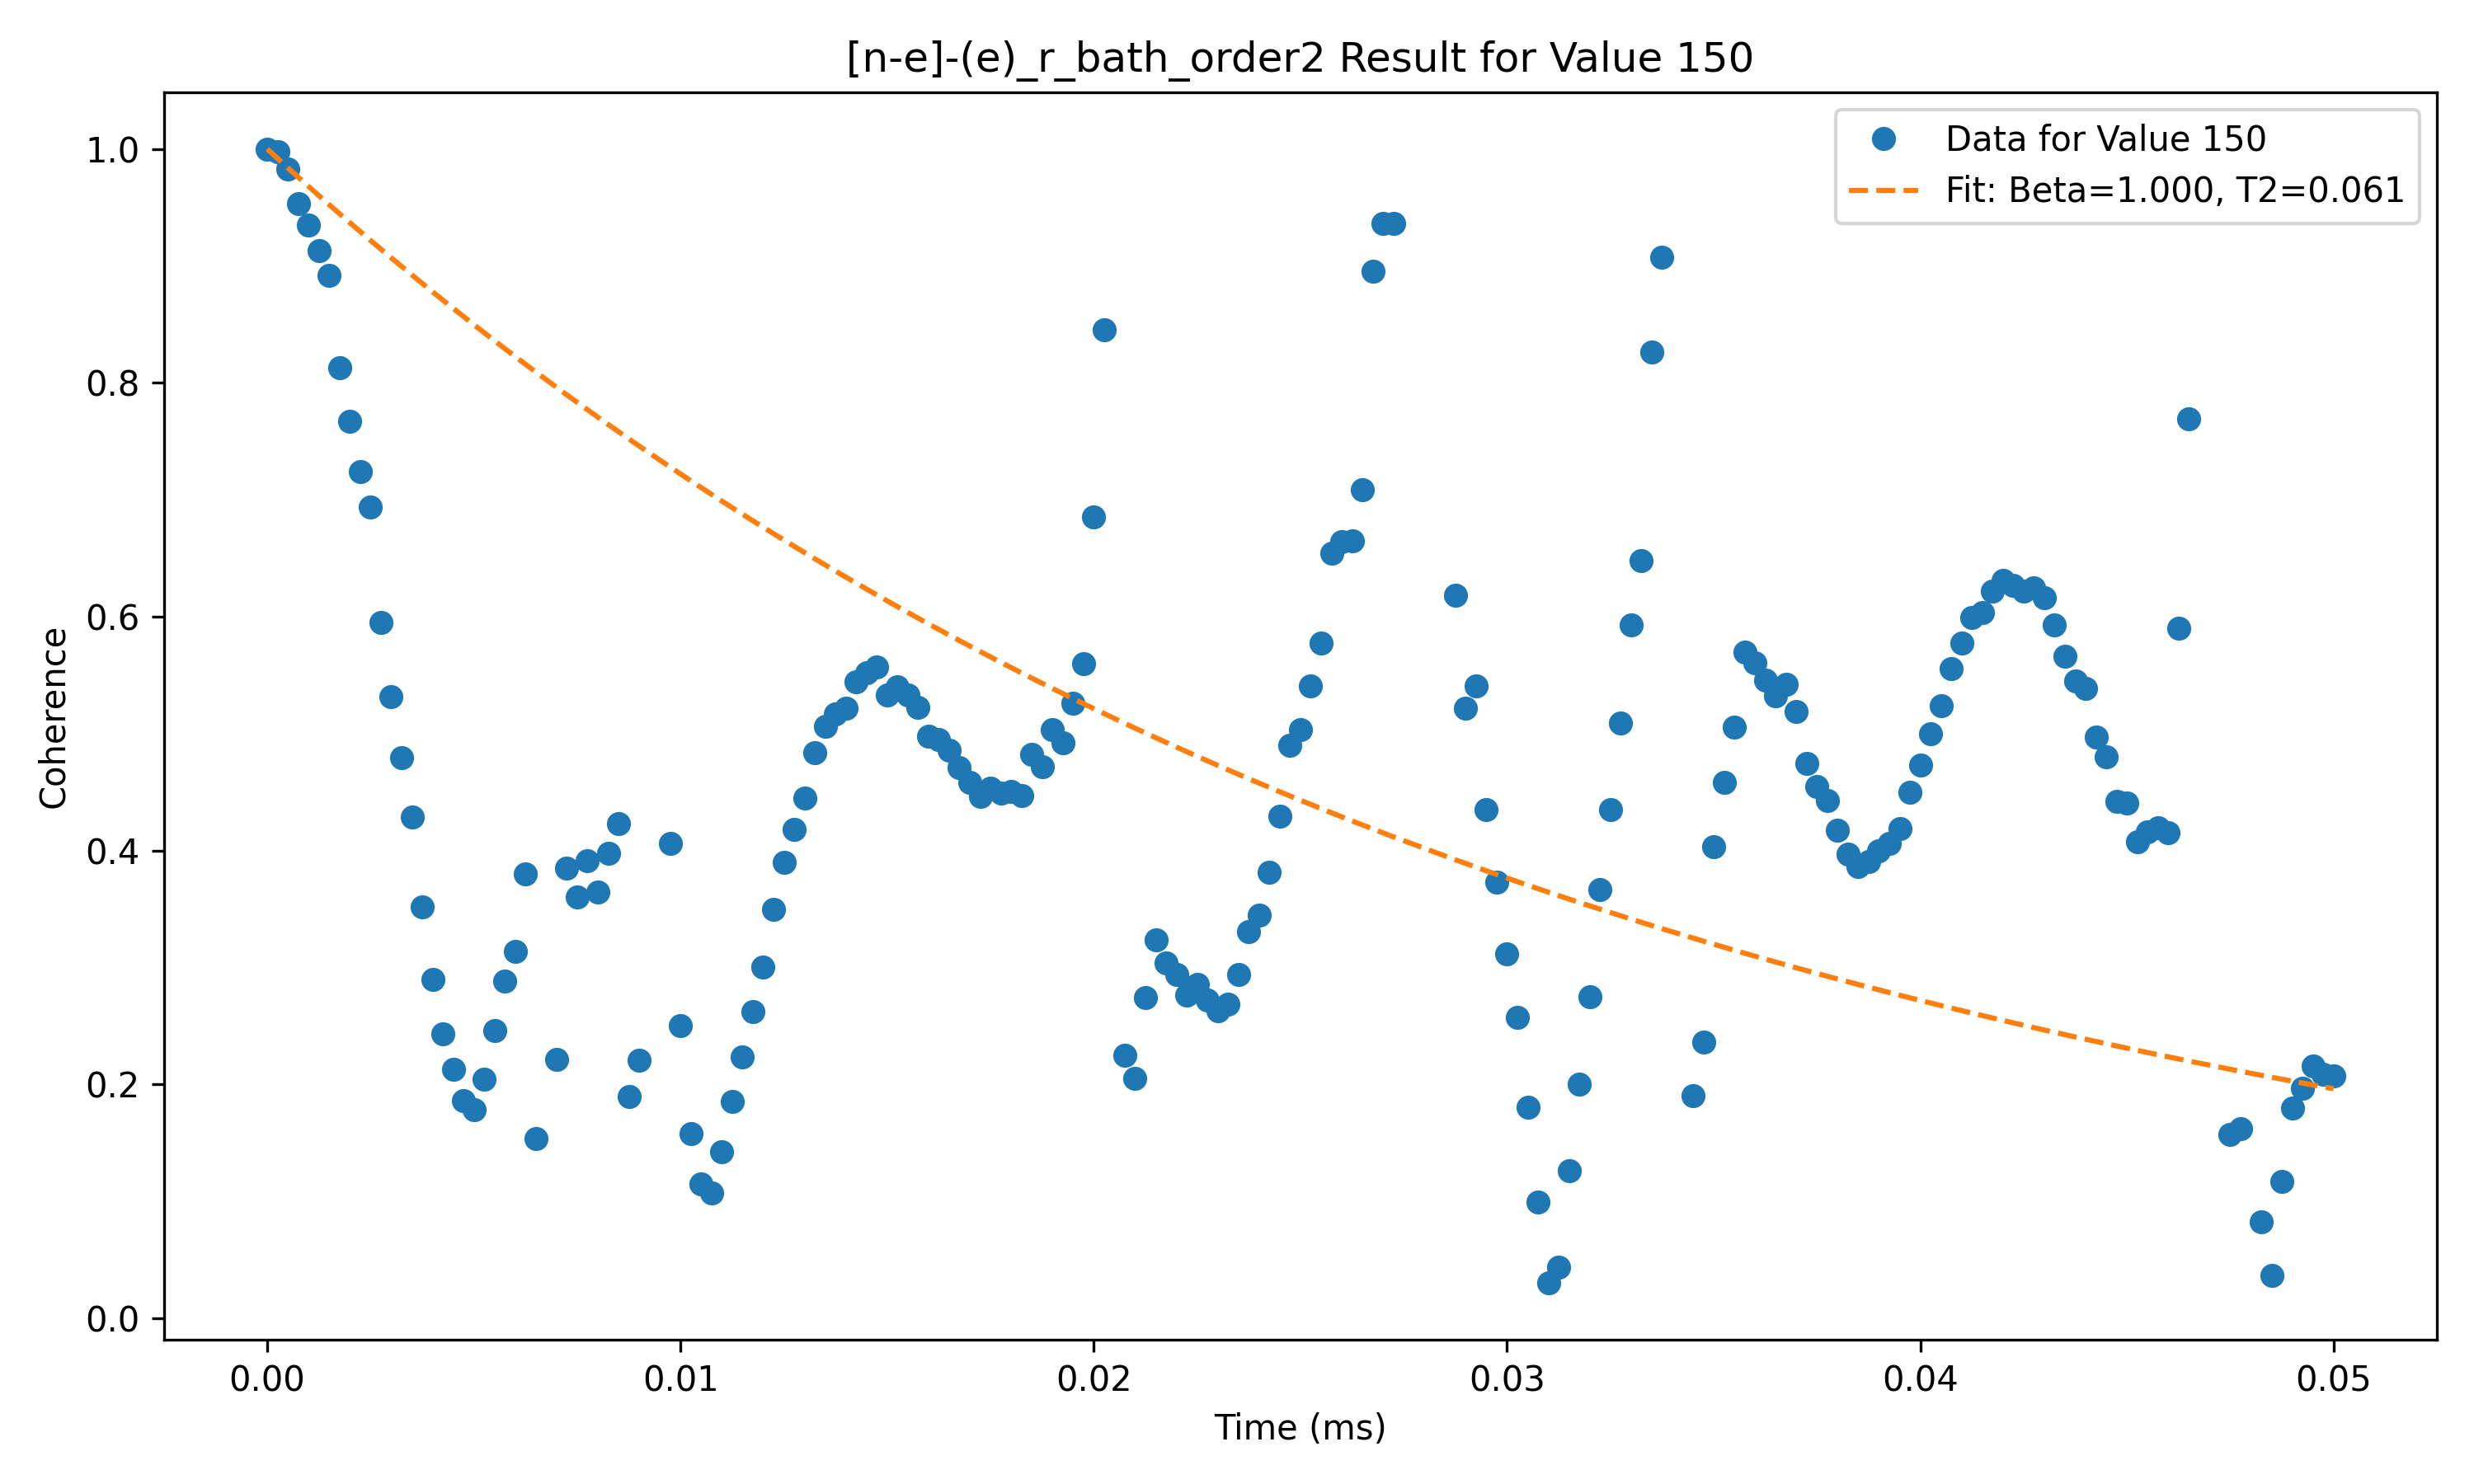 [n-e]-(e)_r_bath_order2 Result for Value 150
Data for Value 150
Fit: Beta=1.000, T2=0.061
Coherence
1.0
0.8
0.6
0.4
0.2
0.0
0.00
0.01
0.02
0.03
0.04
0.05
Time (ms)